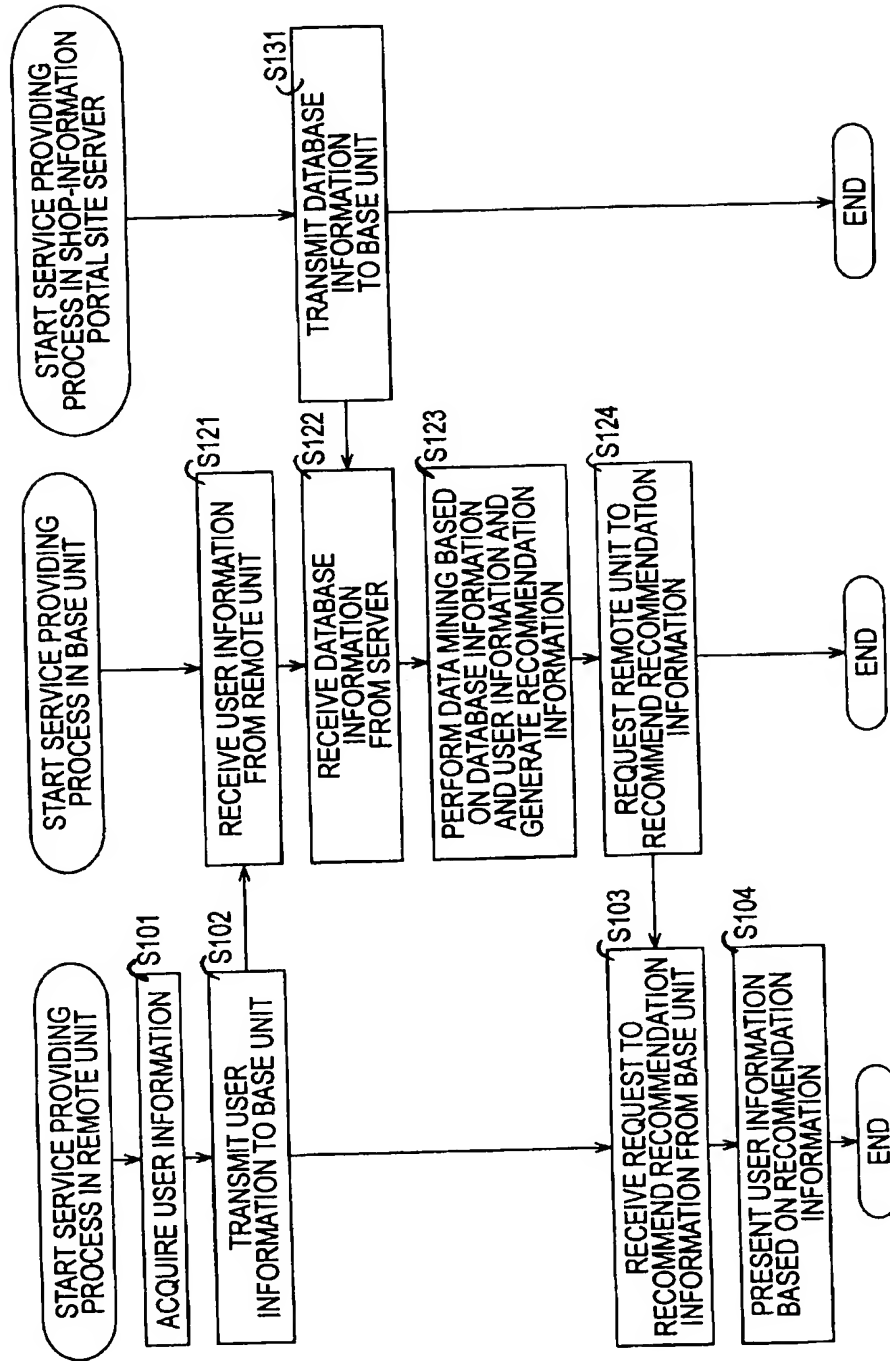 START SERVICE PROVIDING
PROCESS IN REMOTE UNIT
S101
ACQUIRE USER INFORMATION
S102
TRANSMIT USER
INFORMATION TO BASE UNIT
S103
RECEIVE REQUEST TO
RECOMMEND RECOMMENDATION
INFORMATION FROM BASE UNIT
S104
PRESENT USER INFORMATION
BASED ON RECOMMENDATION
INFORMATION
END
START SERVICE PROVIDING
PROCESS IN BASE UNIT
S121
RECEIVE USER INFORMATION
FROM REMOTE UNIT
S122
RECEIVE DATABASE
INFORMATION
FROM SERVER
S123
PERFORM DATA MINING BASED
ON DATABASE INFORMATION
AND USER INFORMATION AND
GENERATE RECOMMENDATION
INFORMATION
S124
REQUEST REMOTE UNIT TO
RECOMMEND RECOMMENDATION
INFORMATION
END
START SERVICE PROVIDING
PROCESS IN SHOP-INFORMATION
PORTAL SITE SERVER
S131
TRANSMIT DATABASE
INFORMATION
TO BASE UNIT
END